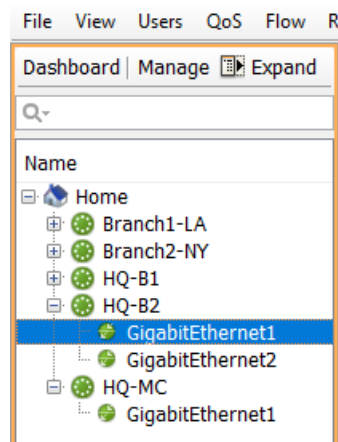 File View Users QoS Flow
Dashboard | Manage Expand
Name
Home
Branch1-LA
Branch2-NY
HQ-B1
HQ-B2
GigabitEthernet1
GigabitEthernet2
HQ-MC
GigabitEthernet1